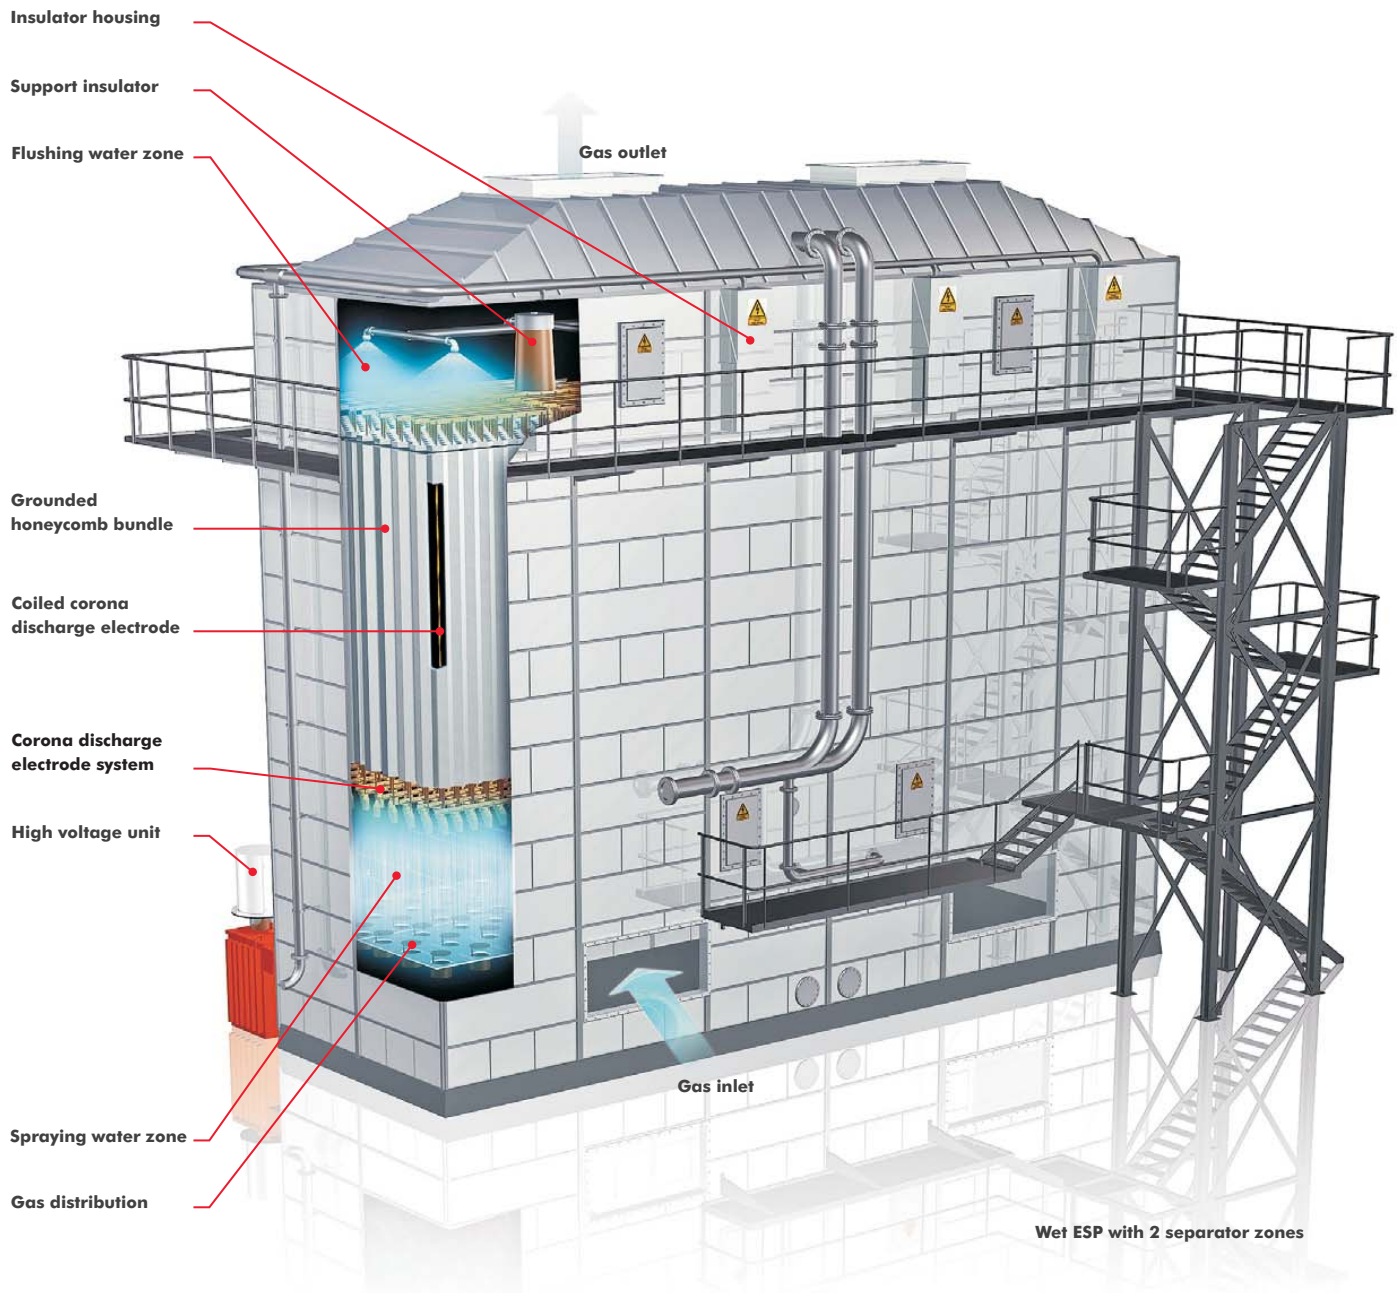 Insulator housing
Support insulator
Flushing water zone
Gas outlet
Grounded
honeycomb bundle
Coiled corona
discharge electrode
Corona discharge
electrode system
High voltage unit
Gas inlet
Spraying water zone
Gas distribution
Wet ESP with 2 separator zones